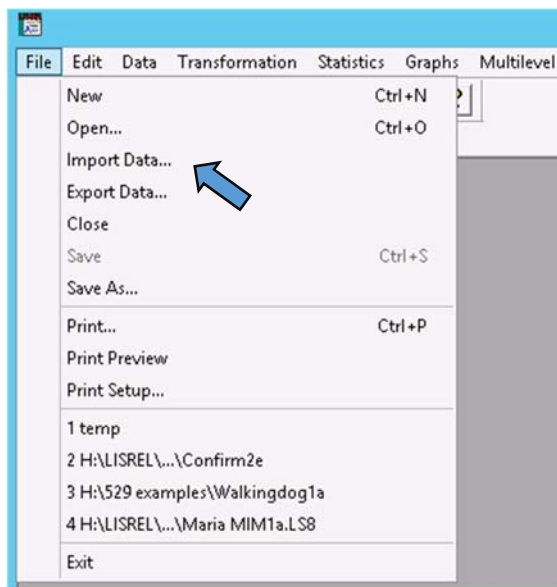 File Edit Data Transformation Statistics Graphs Multilevel
New Ctrl+N
Open... Ctrl+O
Import Data...
Export Data...
Close
Save Ctrl+S
Save As...
Print... Ctrl+P
Print Preview
Print Setup...
1 temp
2 H:\LISREL\...\Confirm2e
3 H:\529 examples\Walkingdog1a
4 H:\LISREL\...\Maria MIM1a.LS8
Exit